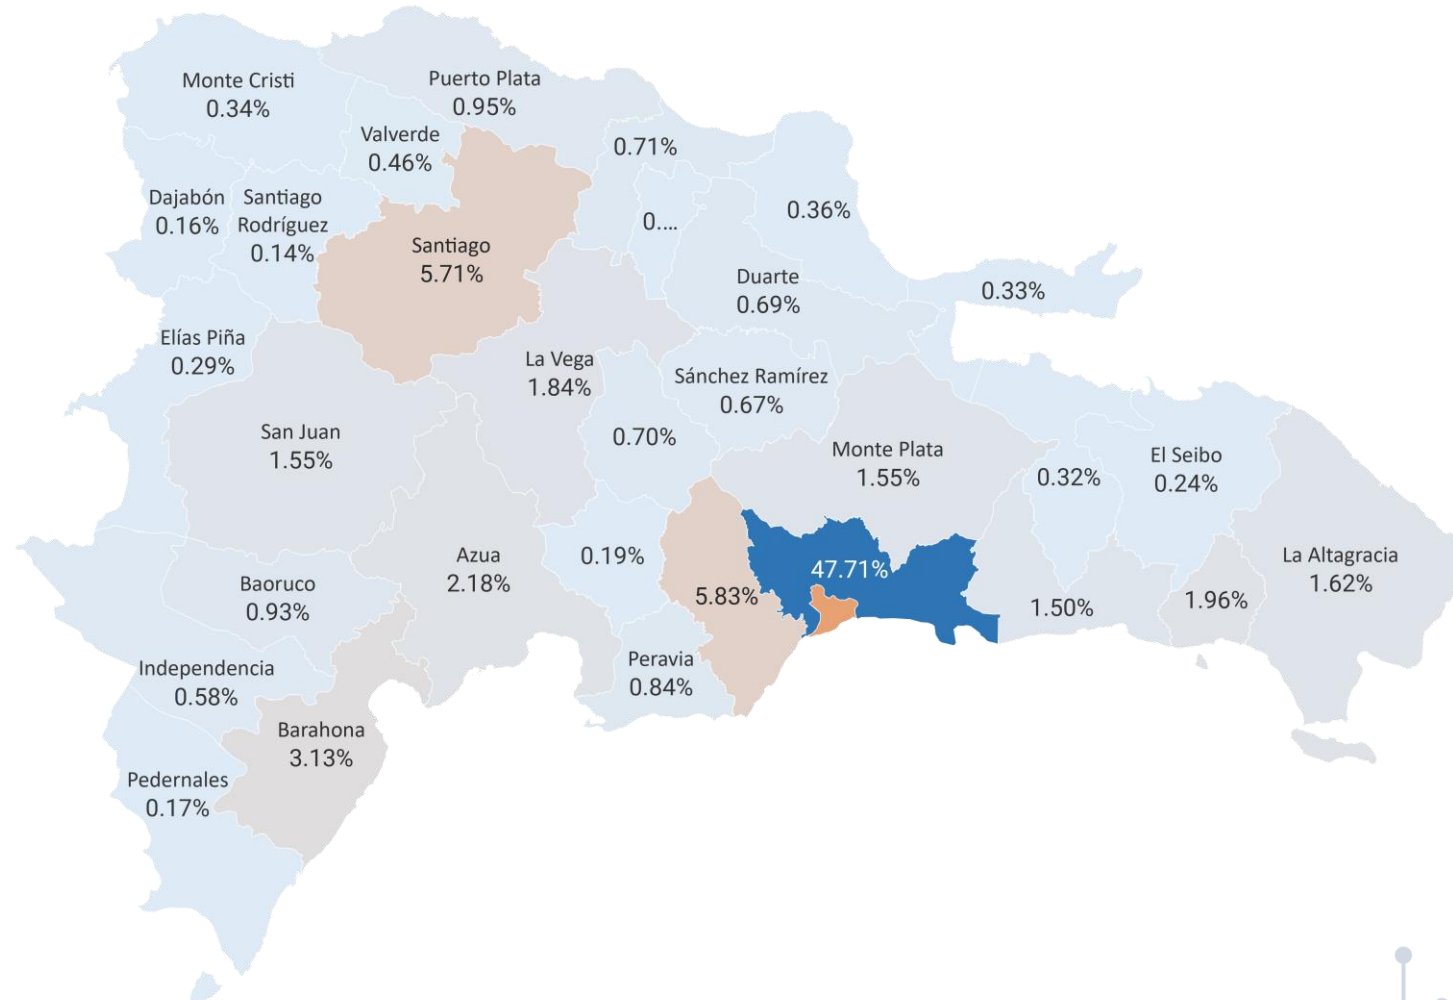 Monte Cristi
0.34%
Puerto Plata
0.95%
Valverde
0.46%
0.71%
Dajabón
0.16%
Santiago
Rodríguez
0.14%
0....
0.36%
Santiago
5.71%
Duarte
0.69%
0.33%
Elías Piña
0.29%
La Vega
1.84%
Sánchez Ramírez
0.67%
San Juan
1.55%
0.70%
Monte Plata
1.55%
0.32%
El Seibo
0.24%
Azua
2.18%
0.19%
47.71%
La Altagracia
1.62%
Baoruco
0.93%
5.83%
1.50%
1.96%
Independencia
0.58%
Peravia
0.84%
Barahona
3.13%
Pedernales
0.17%